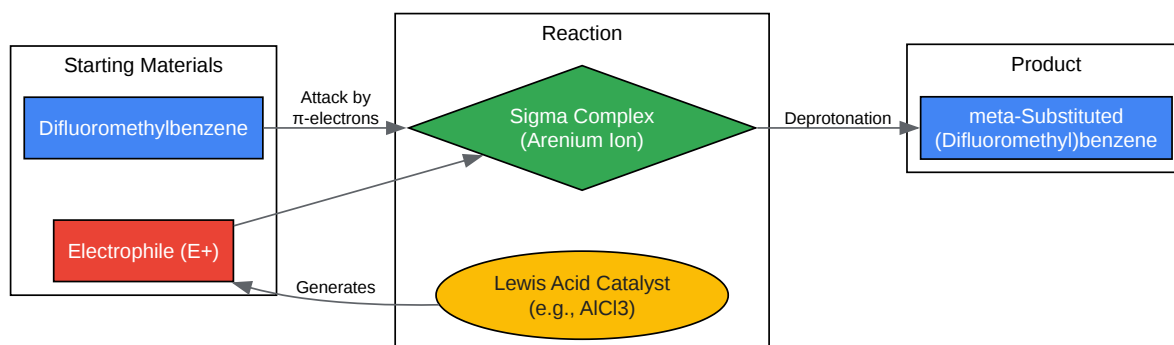 Starting Materials
Difluoromethylbenzene
Electrophile (E+)
Attack by
π-electrons
Generates
Reaction
Sigma Complex
(Arenium Ion)
Lewis Acid Catalyst
(e.g., AlCl3)
Deprotonation
Product
meta-Substituted
(Difluoromethyl)benzene